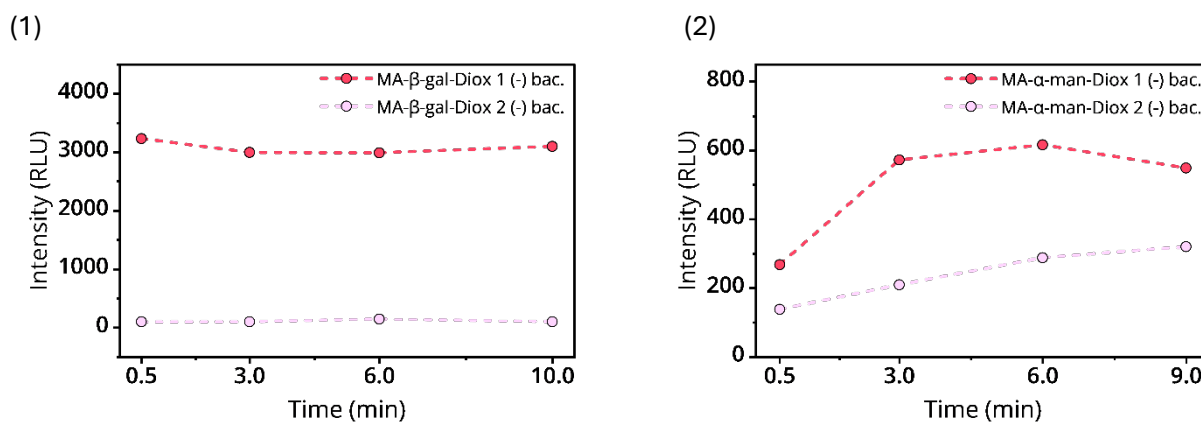 (1)
MA-β-gal-Diox 1 (-) bac.
MA-β-gal-Diox 2 (-) bac.
Intensity (RLU)
4000
3000
2000
1000
0
0.5 3.0 6.0 10.0
Time (min)
(2)
MA-α-man-Diox 1 (-) bac.
MA-α-man-Diox 2 (-) bac.
Intensity (RLU)
800
600
400
200
0
0.5 3.0 6.0 9.0
Time (min)